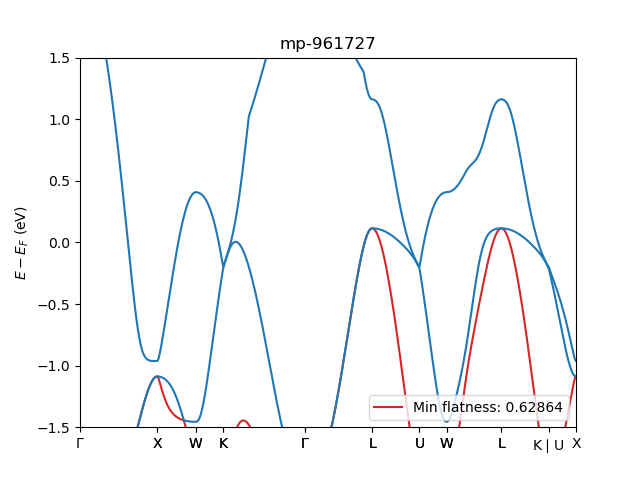 mp-961727
1.5
1.0
0.5
0.0
−0.5
−1.0
−1.5
E − E_F (eV)
Min flatness: 0.62864
Γ X W K Γ L U W L K | U X